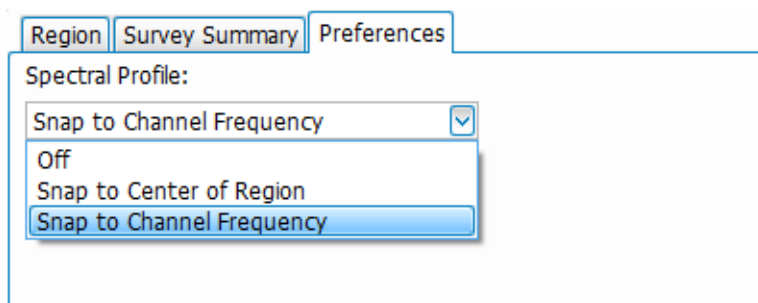 Region Survey Summary Preferences
Spectral Profile:
Snap to Channel Frequency
Off
Snap to Center of Region
Snap to Channel Frequency